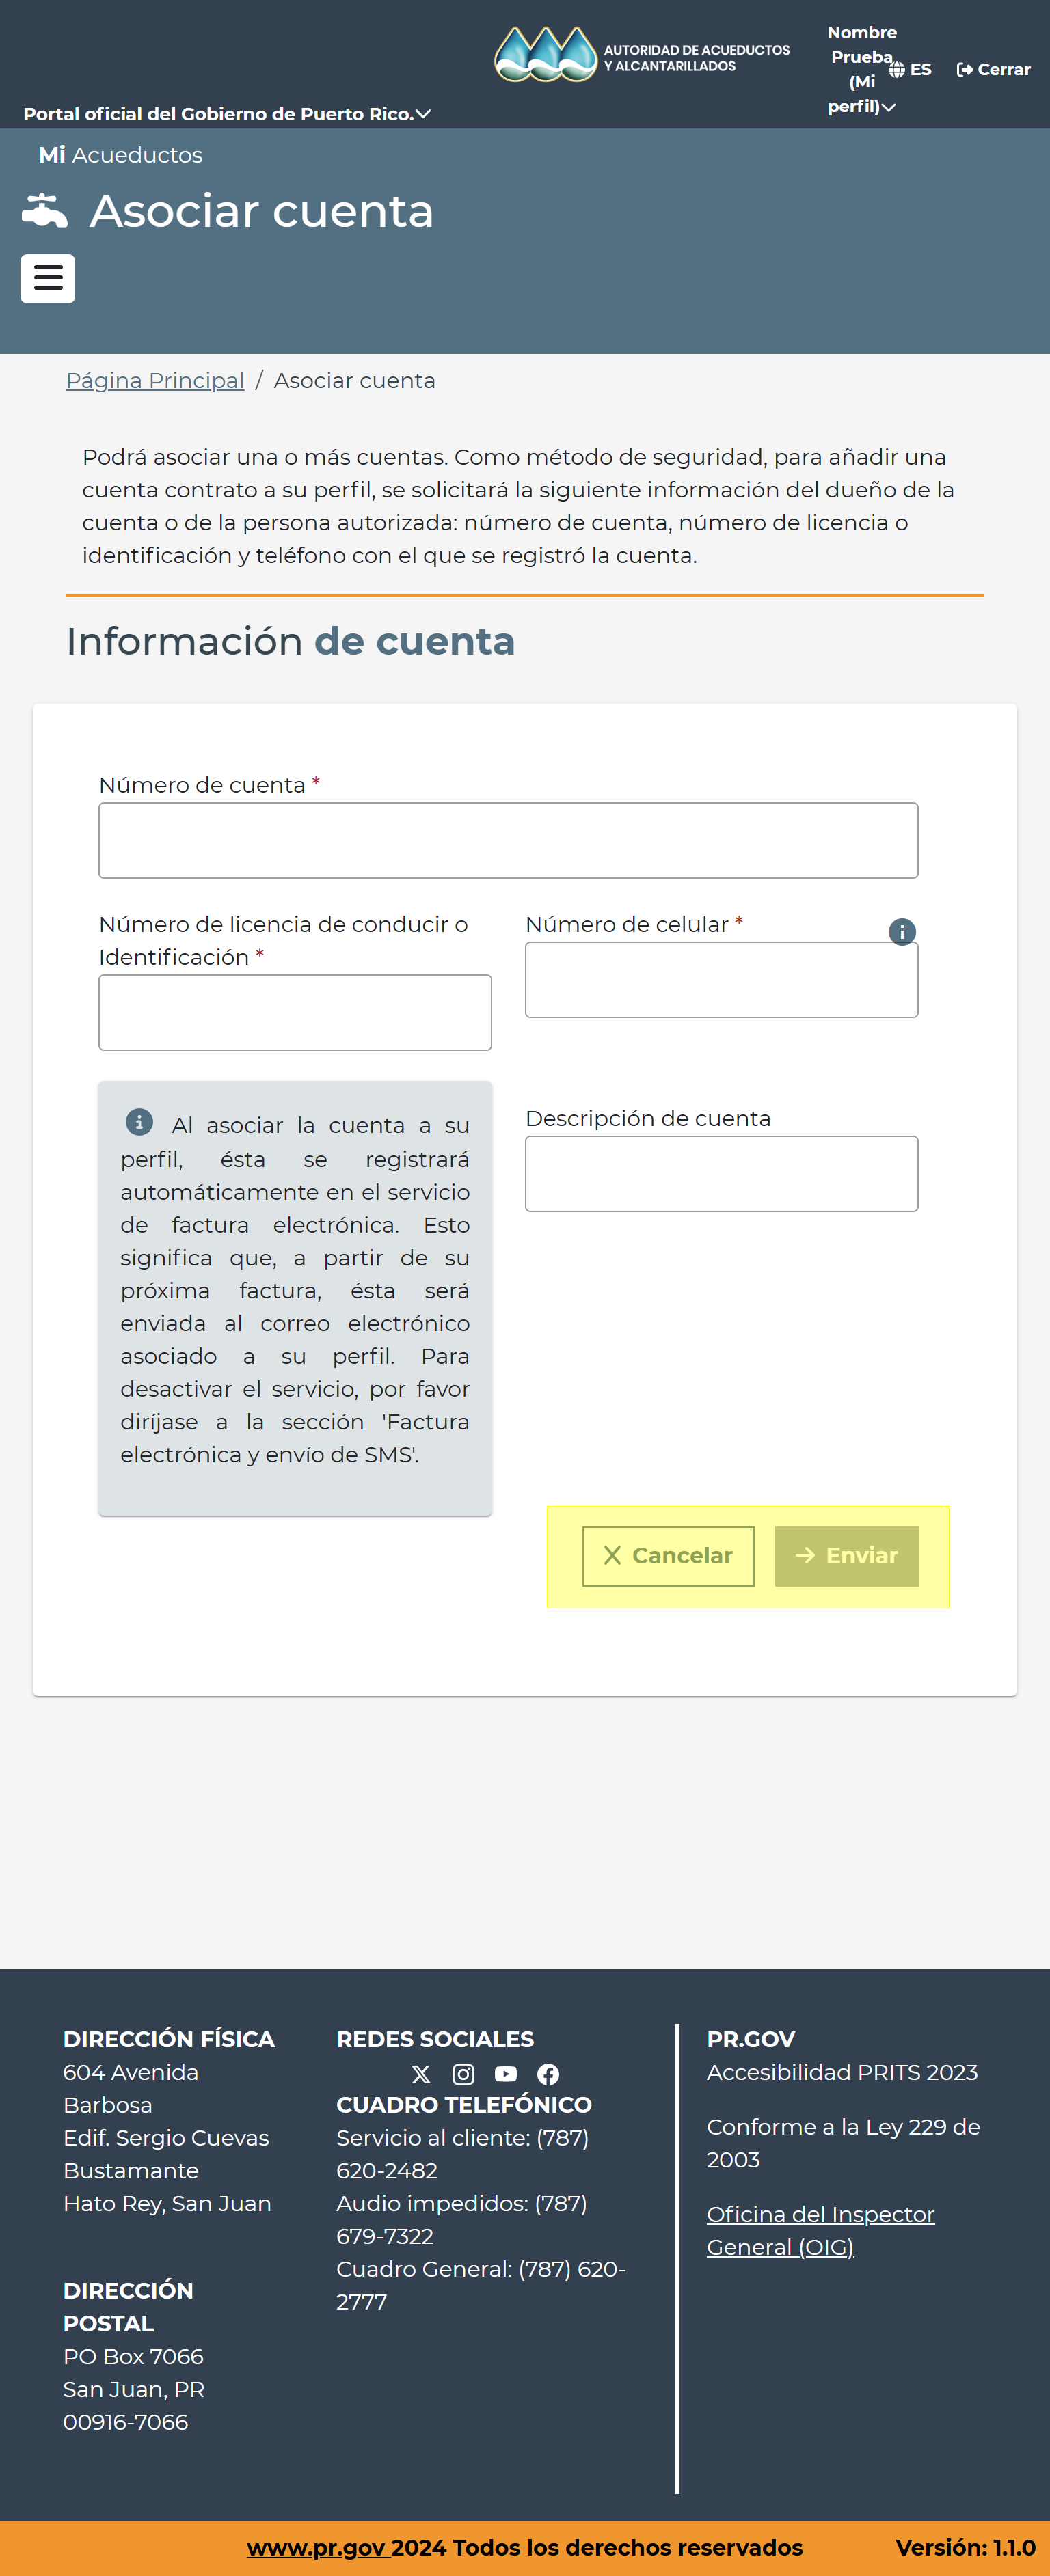 AUTORIDAD DE ACUEDUCTOS
Y ALCANTARILLADOS
Nombre
Prueba
(Mi
perfil)
ES
Cerrar
Portal oficial del Gobierno de Puerto Rico.
Mi Acueductos
Asociar cuenta
Página Principal / Asociar cuenta
Podrá asociar una o más cuentas. Como método de seguridad, para añadir una
cuenta contrato a su perfil, se solicitará la siguiente información del dueño de la
cuenta o de la persona autorizada: número de cuenta, número de licencia o
identificación y teléfono con el que se registró la cuenta.
Información de cuenta
Número de cuenta *
Número de licencia de conducir o
Identificación *
Número de celular *
Al asociar la cuenta a su
perfil, ésta se registrará
automáticamente en el servicio
de factura electrónica. Esto
significa que, a partir de su
próxima factura, ésta será
enviada al correo electrónico
asociado a su perfil. Para
desactivar el servicio, por favor
diríjase a la sección 'Factura
electrónica y envío de SMS'.
Descripción de cuenta
Cancelar
Enviar
DIRECCIÓN FÍSICA
604 Avenida
Barbosa
Edif. Sergio Cuevas
Bustamante
Hato Rey, San Juan
DIRECCIÓN
POSTAL
PO Box 7066
San Juan, PR
00916-7066
REDES SOCIALES
CUADRO TELEFÓNICO
Servicio al cliente: (787)
620-2482
Audio impedidos: (787)
679-7322
Cuadro General: (787) 620-
2777
PR.GOV
Accesibilidad PRITS 2023
Conforme a la Ley 229 de
2003
Oficina del Inspector
General (OIG)
www.pr.gov 2024 Todos los derechos reservados
Versión: 1.1.0